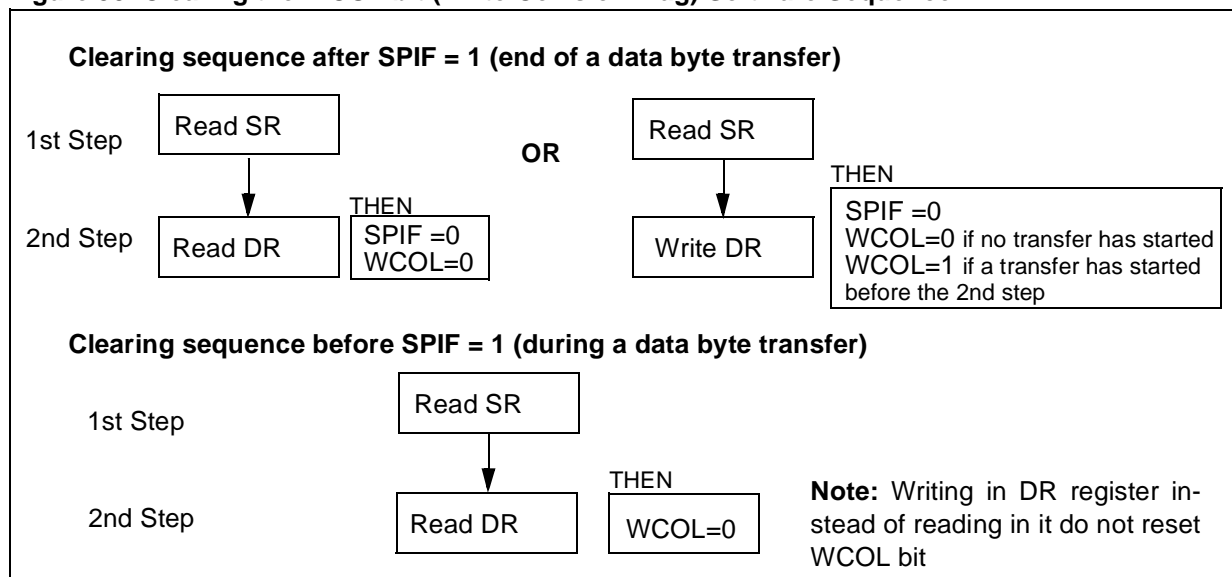 Clearing sequence after SPIF = 1 (end of a data byte transfer)
1st Step
Read SR
OR
Read SR
THEN
2nd Step
Read DR
THEN
SPIF =0
WCOL=0
Write DR
SPIF =0
WCOL=0 if no transfer has started
WCOL=1 if a transfer has started
before the 2nd step
Clearing sequence before SPIF = 1 (during a data byte transfer)
1st Step
Read SR
2nd Step
Read DR
THEN
WCOL=0
Note: Writing in DR register in-
stead of reading in it do not reset
WCOL bit